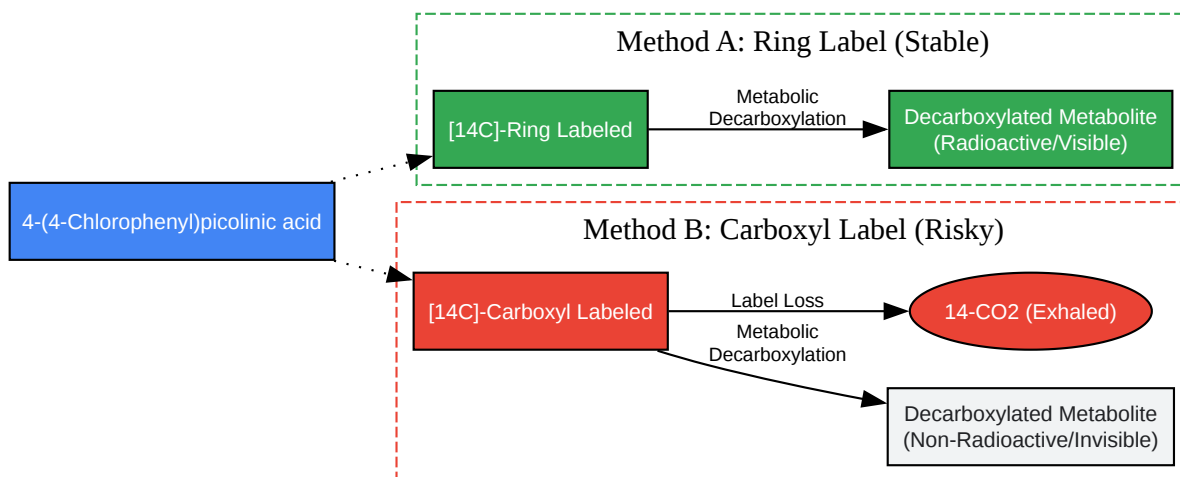 Method A: Ring Label (Stable)
[14C]-Ring Labeled
Metabolic
Decarboxylation
Decarboxylated Metabolite
(Radioactive/Visible)
4-(4-Chlorophenyl)picolinic acid
Method B: Carboxyl Label (Risky)
[14C]-Carboxyl Labeled
Label Loss
14-CO2 (Exhaled)
Metabolic
Decarboxylation
Decarboxylated Metabolite
(Non-Radioactive/Invisible)